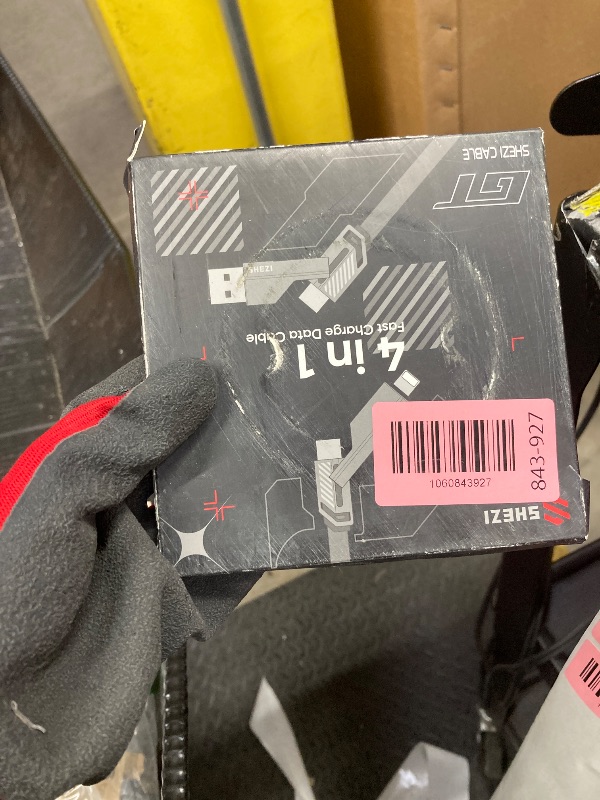 SHEZI
4 in 1
Fast Charge Data Cable
SHEZI
GT
SHEZI CABLE
1060843927
843-927